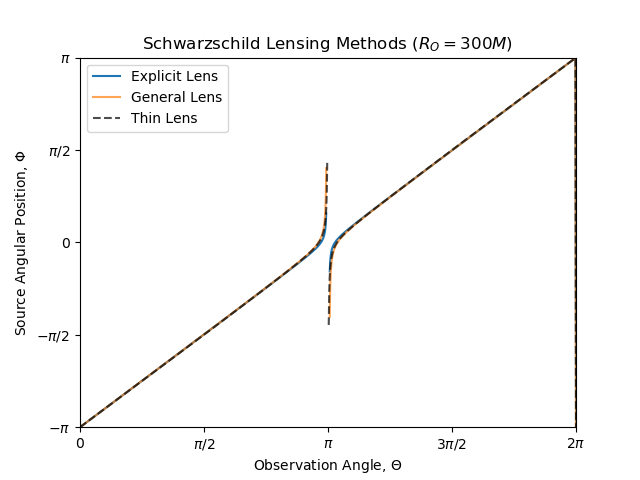 Schwarzschild Lensing Methods (R_O = 300M)
Explicit Lens
General Lens
Thin Lens
Source Angular Position, Φ
π
π/2
0
−π/2
−π
0
π/2
π
3π/2
2π
Observation Angle, Θ